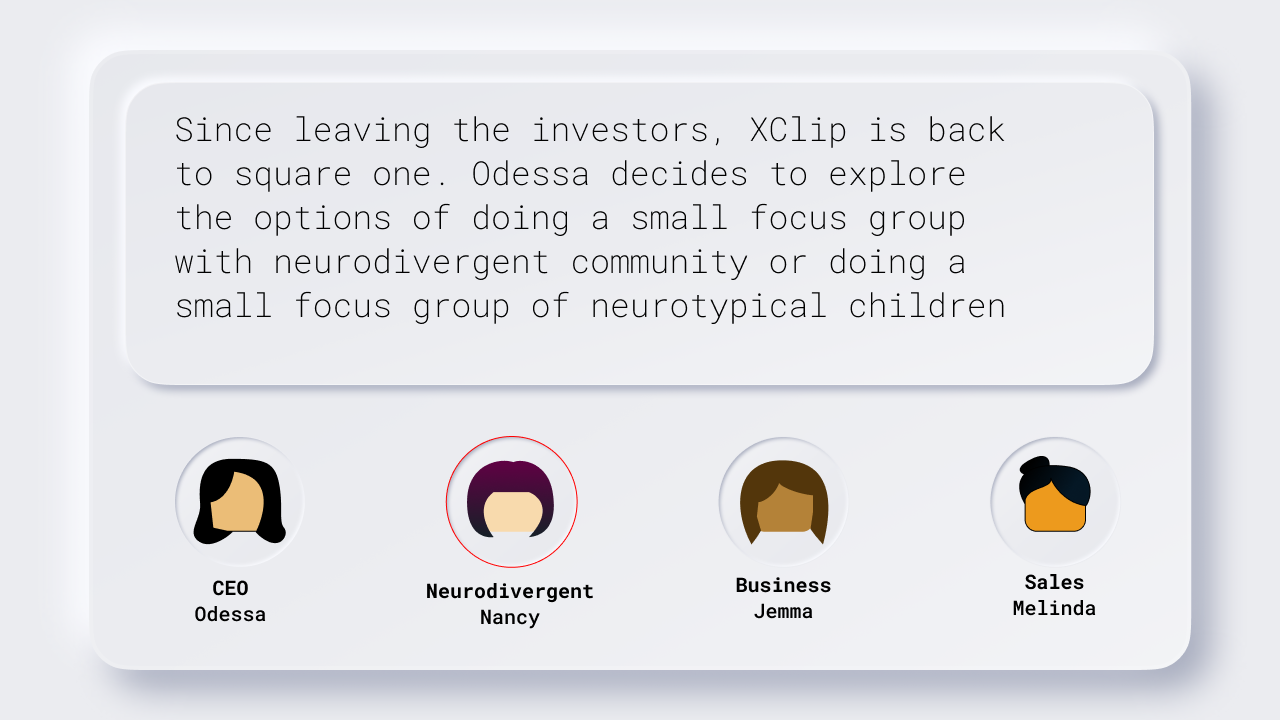 Since leaving the investors, XClip is back
to square one. Odessa decides to explore
the options of doing a small focus group
with neurodivergent community or doing a
small focus group of neurotypical children
CEO
Odessa
Neurodivergent
Nancy
Business
Jemma
Sales
Melinda